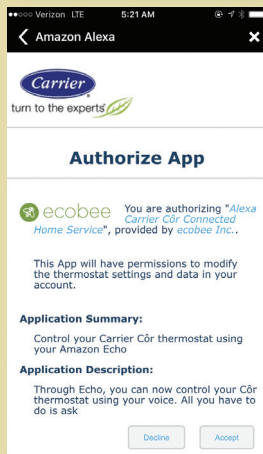 Verizon LTE 5:21 AM
Amazon Alexa
Carrier
turn to the experts
Authorize App
ecobee
You are authorizing "Alexa
Carrier Côr Connected
Home Service", provided by ecobee Inc..
This App will have permissions to modify
the thermostat settings and data in your
account.
Application Summary:
Control your Carrier Côr thermostat using
your Amazon Echo
Application Description:
Through Echo, you can now control your Côr
thermostat using your voice. All you have to
do is ask
Decline Accept